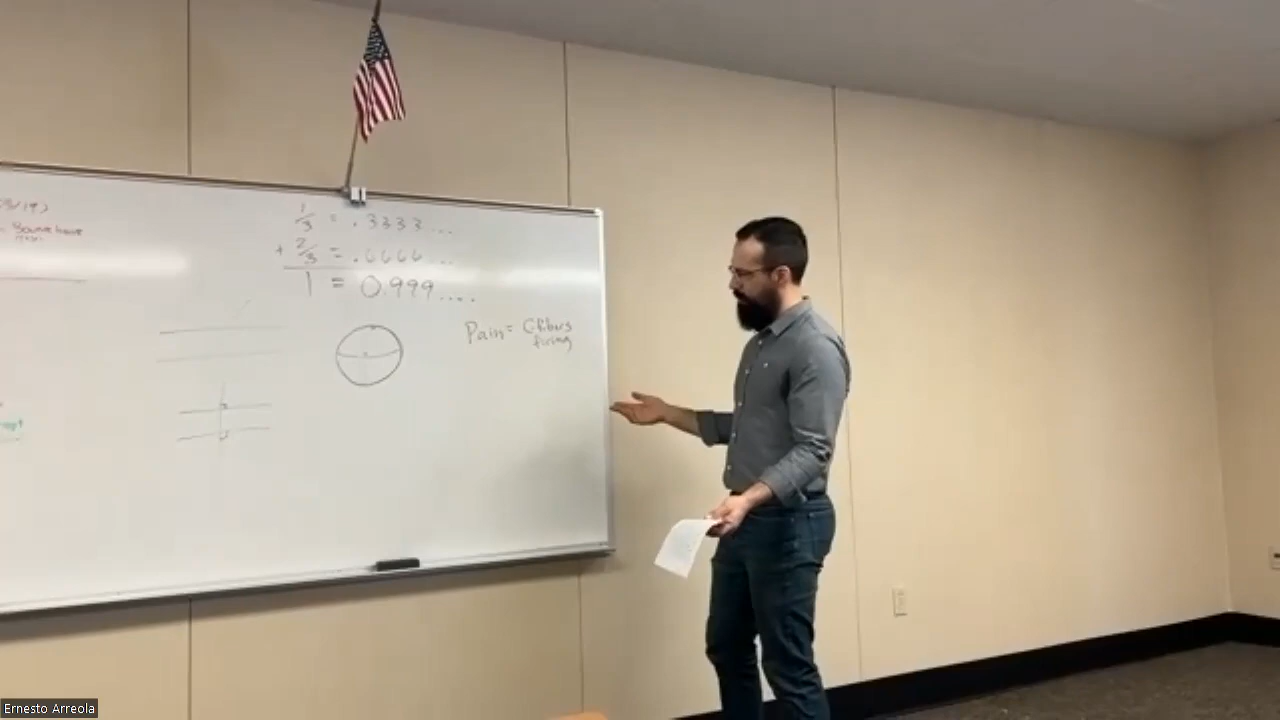 1/3 = .3333...
+ 2/3 = .6666...
1 = 0.999....
Pain = C-fibers
firing
Ernesto Arreola